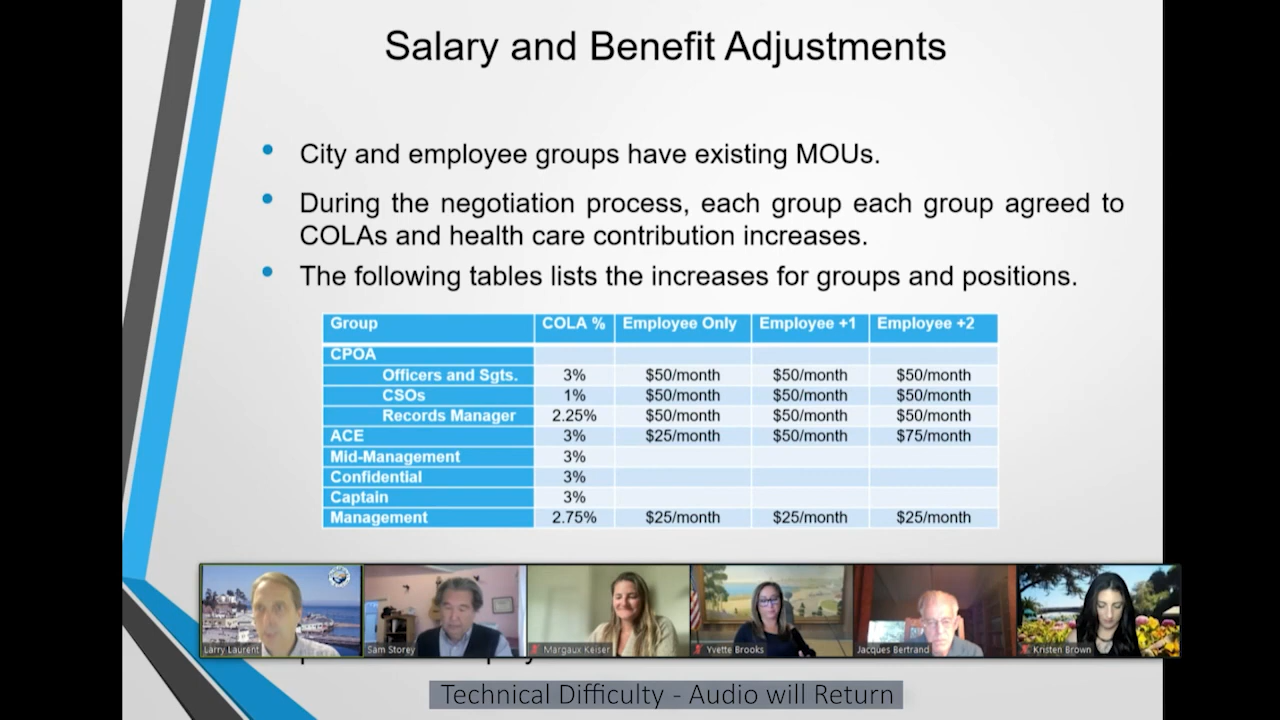 Salary and Benefit Adjustments
City and employee groups have existing MOUs.
During the negotiation process, each group each group agreed to
COLAs and health care contribution increases.
The following tables lists the increases for groups and positions.
Group COLA % Employee Only Employee +1 Employee +2
CPOA
Officers and Sgts. 3% $50/month $50/month $50/month
CSOs 1% $50/month $50/month $50/month
Records Manager 2.25% $50/month $50/month $50/month
ACE 3% $25/month $50/month $75/month
Mid-Management 3%
Confidential 3%
Captain 3%
Management 2.75% $25/month $25/month $25/month
Larry Laurent Sam Storey Margaux Keiser Yvette Brooks Jacques Bertrand Kristen Brown
Technical Difficulty - Audio will Return